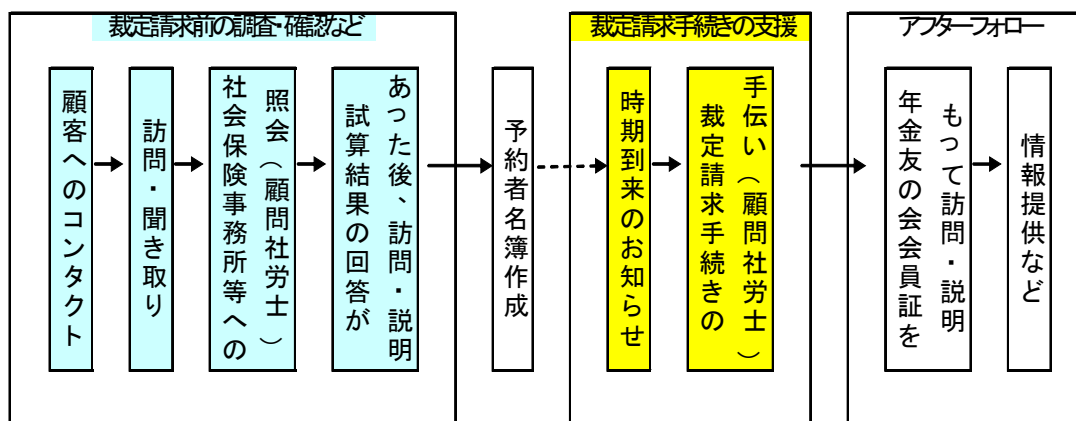 裁定請求前の調査・確認など
顧客へのコンタクト
訪問・聞き取り
社会保険事務所等への
照会（顧問社労士）
試算結果の回答が
あった後、訪問・説明
予約者名簿作成
裁定請求手続きの支援
時期到来のお知らせ
裁定請求手続きの
手伝い（顧問社労士）
アフターフォロー
年金友の会会員証を
もって訪問・説明
情報提供など